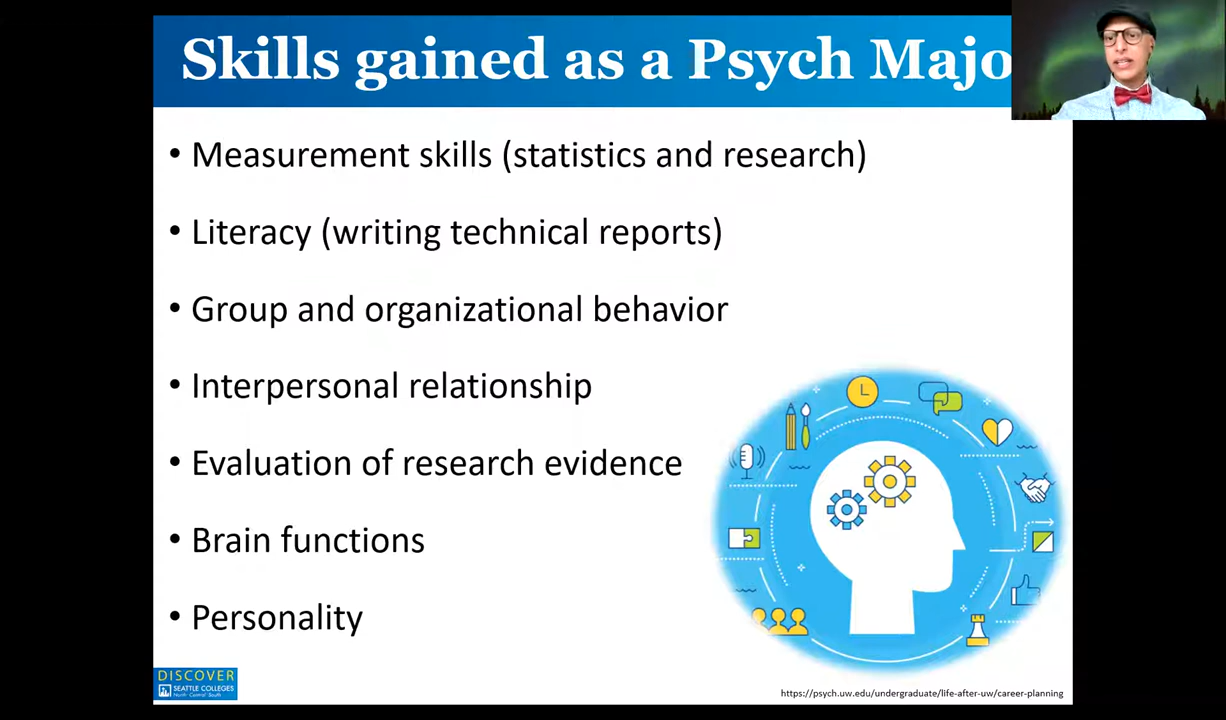 Skills gained as a Psych Majo
• Measurement skills (statistics and research)
• Literacy (writing technical reports)
• Group and organizational behavior
• Interpersonal relationship
• Evaluation of research evidence
• Brain functions
• Personality
DISCOVER
SEATTLE COLLEGES
North · Central · South
https://psych.uw.edu/undergraduate/life-after-uw/career-planning